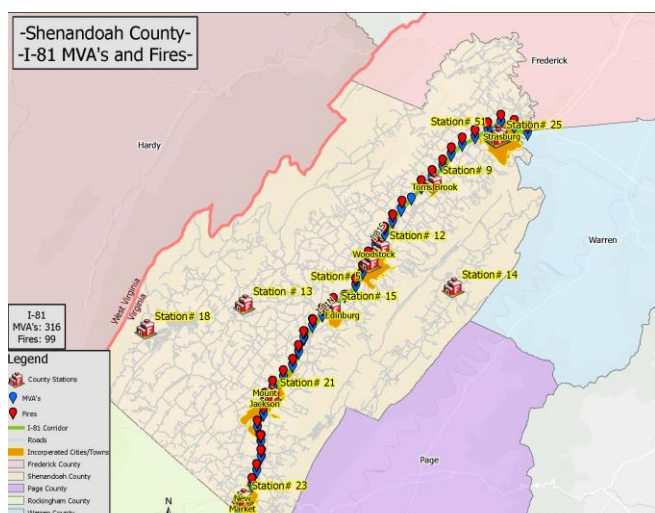 -Shenandoah County-
-I-81 MVA's and Fires-
Frederick
Hardy
Station# 51
Station# 25
Strasburg
Station# 9
Toms Brook
Warren
Station# 12
Woodstock
Station# 5
Station# 14
Station# 13
Station# 15
Edinburg
West Virginia
Virginia
Station# 18
I-81
MVA's: 316
Fires: 99
Legend
County Stations
MVA's
Fires
I-81 Corridor
Roads
Incorperated Cities/Towns
Frederick County
Shenandoah County
Page County
Rockingham County
Warren County
Station# 21
Mount
Jackson
Page
Station# 23
New
Market
N